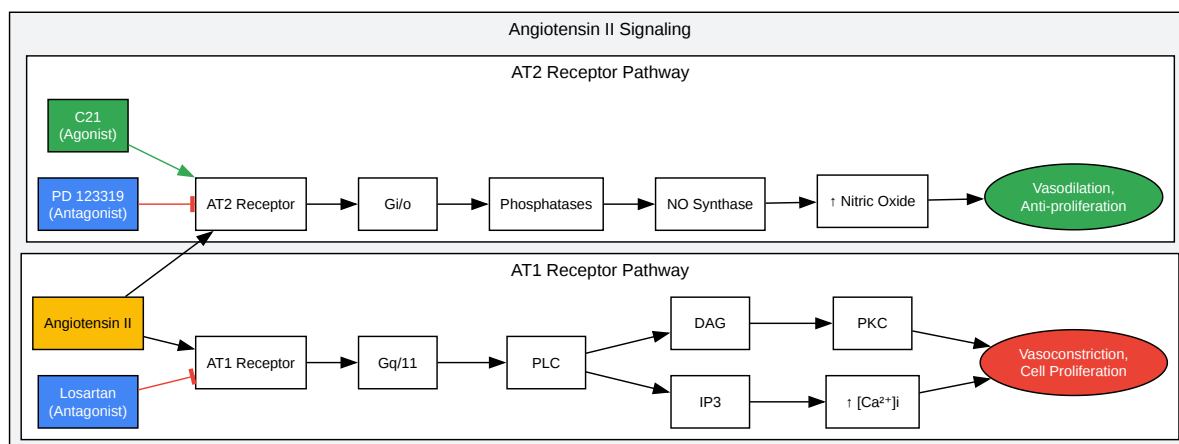 Angiotensin II Signaling
AT2 Receptor Pathway
C21
(Agonist)
PD 123319
(Antagonist)
AT2 Receptor
Gi/o
Phosphatases
NO Synthase
↑ Nitric Oxide
Vasodilation,
Anti-proliferation
AT1 Receptor Pathway
Angiotensin II
Losartan
(Antagonist)
AT1 Receptor
Gq/11
PLC
DAG
PKC
IP3
↑ [Ca²⁺]i
Vasoconstriction,
Cell Proliferation